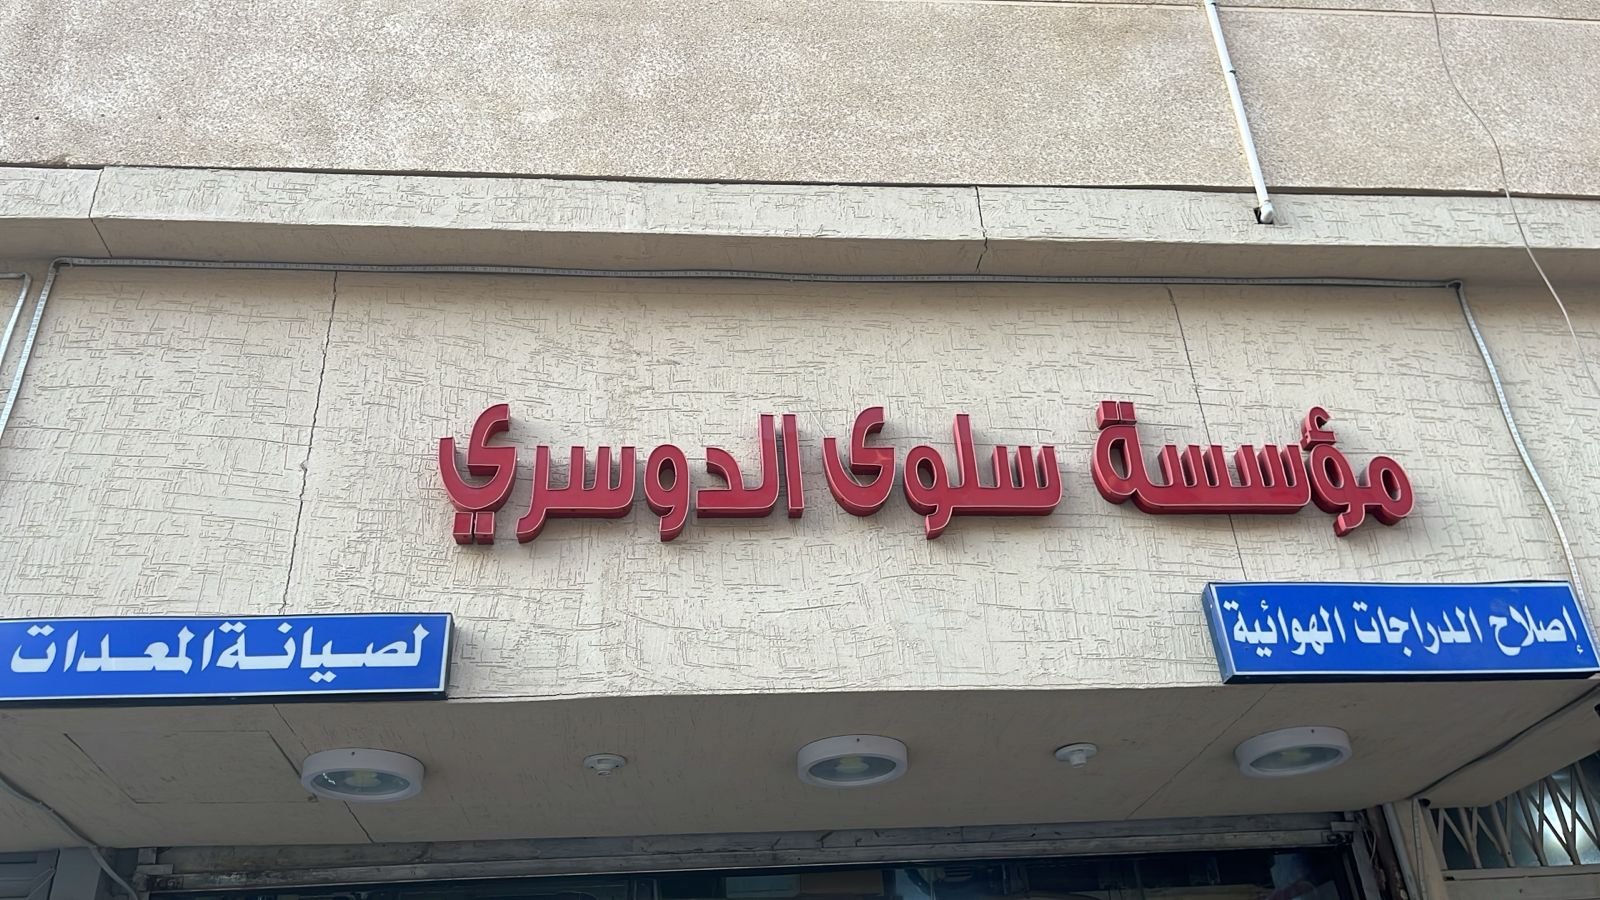 مؤسسة سلوى الدوسري
إصلاح الدراجات الهوائية
لصيانة المعدات